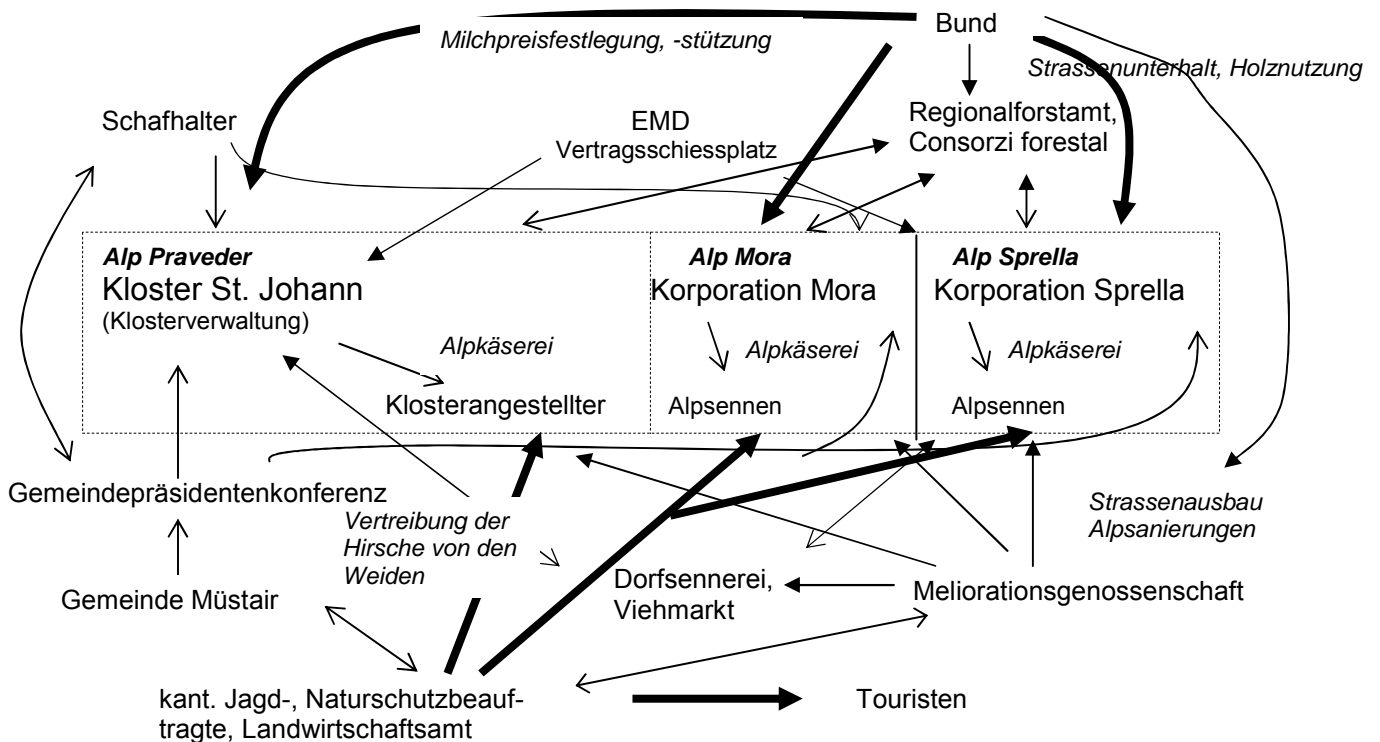 Bund
Milchpreisfestlegung, -stützung
Strassenunterhalt, Holznutzung
Schafhalter
EMD
Vertragsschiessplatz
Regionalforstamt,
Consorzi forestal
Alp Praveder
Kloster St. Johann
(Klosterverwaltung)
Alpkäserei
Klosterangestellter
Alp Mora
Korporation Mora
Alpkäserei
Alpsennen
Alp Sprella
Korporation Sprella
Alpkäserei
Alpsennen
Gemeindepräsidentenkonferenz
Vertreibung der
Hirsche von den
Weiden
Strassenausbau
Alpsanierungen
Gemeinde Müstair
Dorfsennerei,
Viehmarkt
Meliorationsgenossenschaft
kant. Jagd-, Naturschutzbeauf-
tragte, Landwirtschaftsamt
Touristen